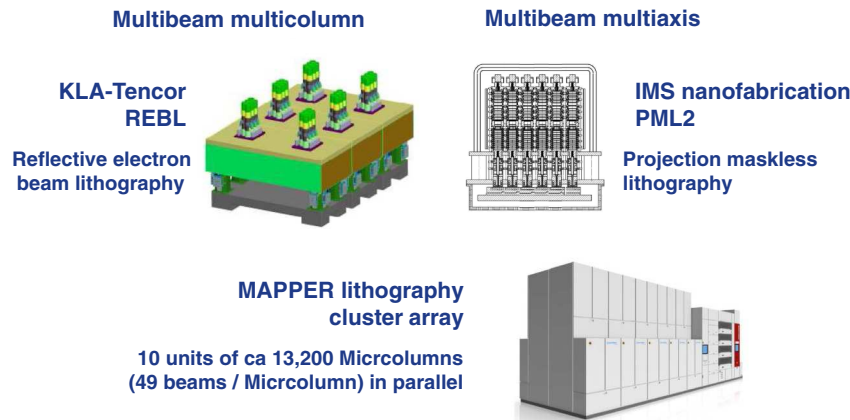 Multibeam multicolumn
Multibeam multiaxis
KLA-Tencor
REBL
Reflective electron
beam lithography
IMS nanofabrication
PML2
Projection maskless
lithography
MAPPER lithography
cluster array
10 units of ca 13,200 Micrcolumns
(49 beams / Micrcolumn) in parallel